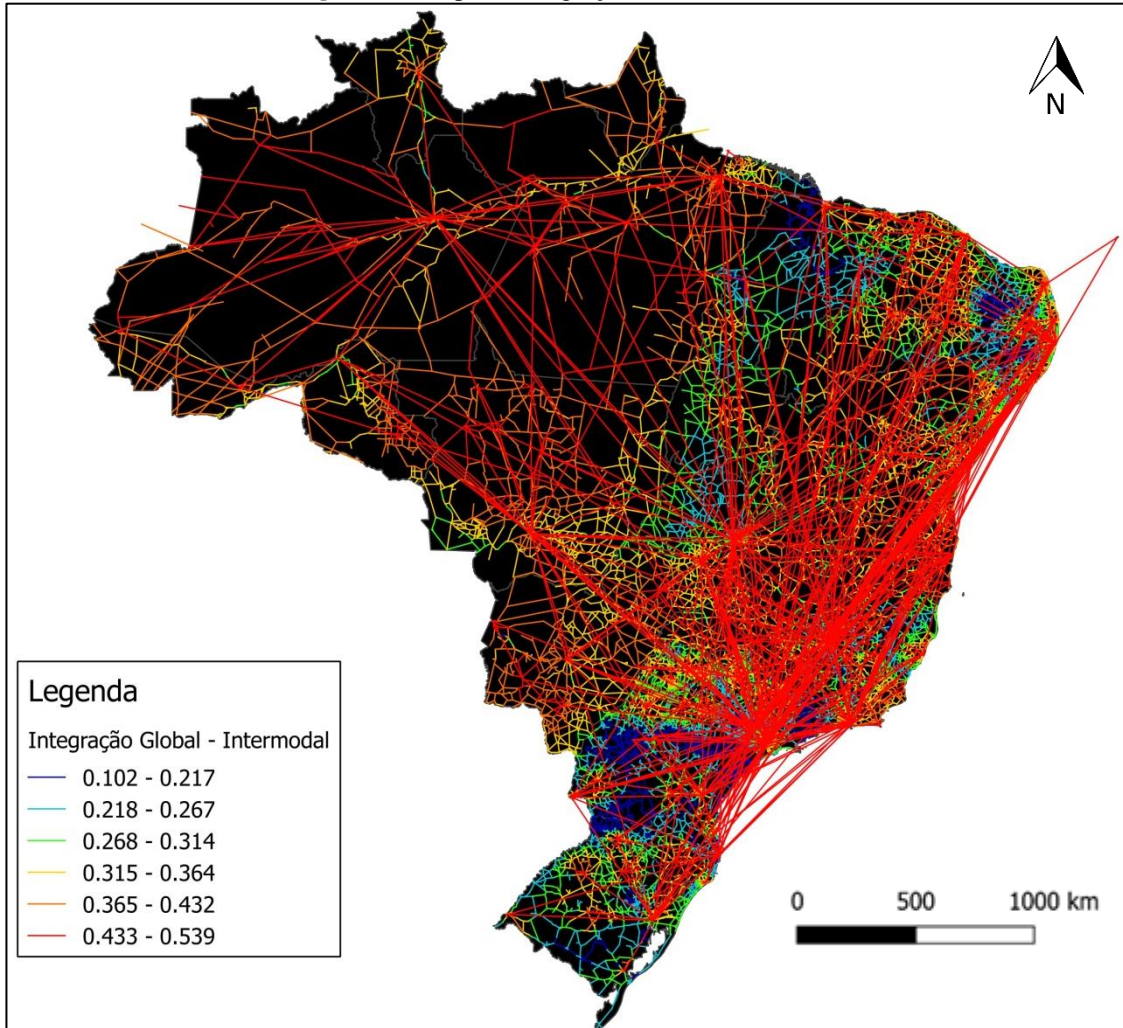 N
Legenda
Integração Global - Intermodal
0.102 - 0.217
0.218 - 0.267
0.268 - 0.314
0.315 - 0.364
0.365 - 0.432
0.433 - 0.539
0 500 1000 km